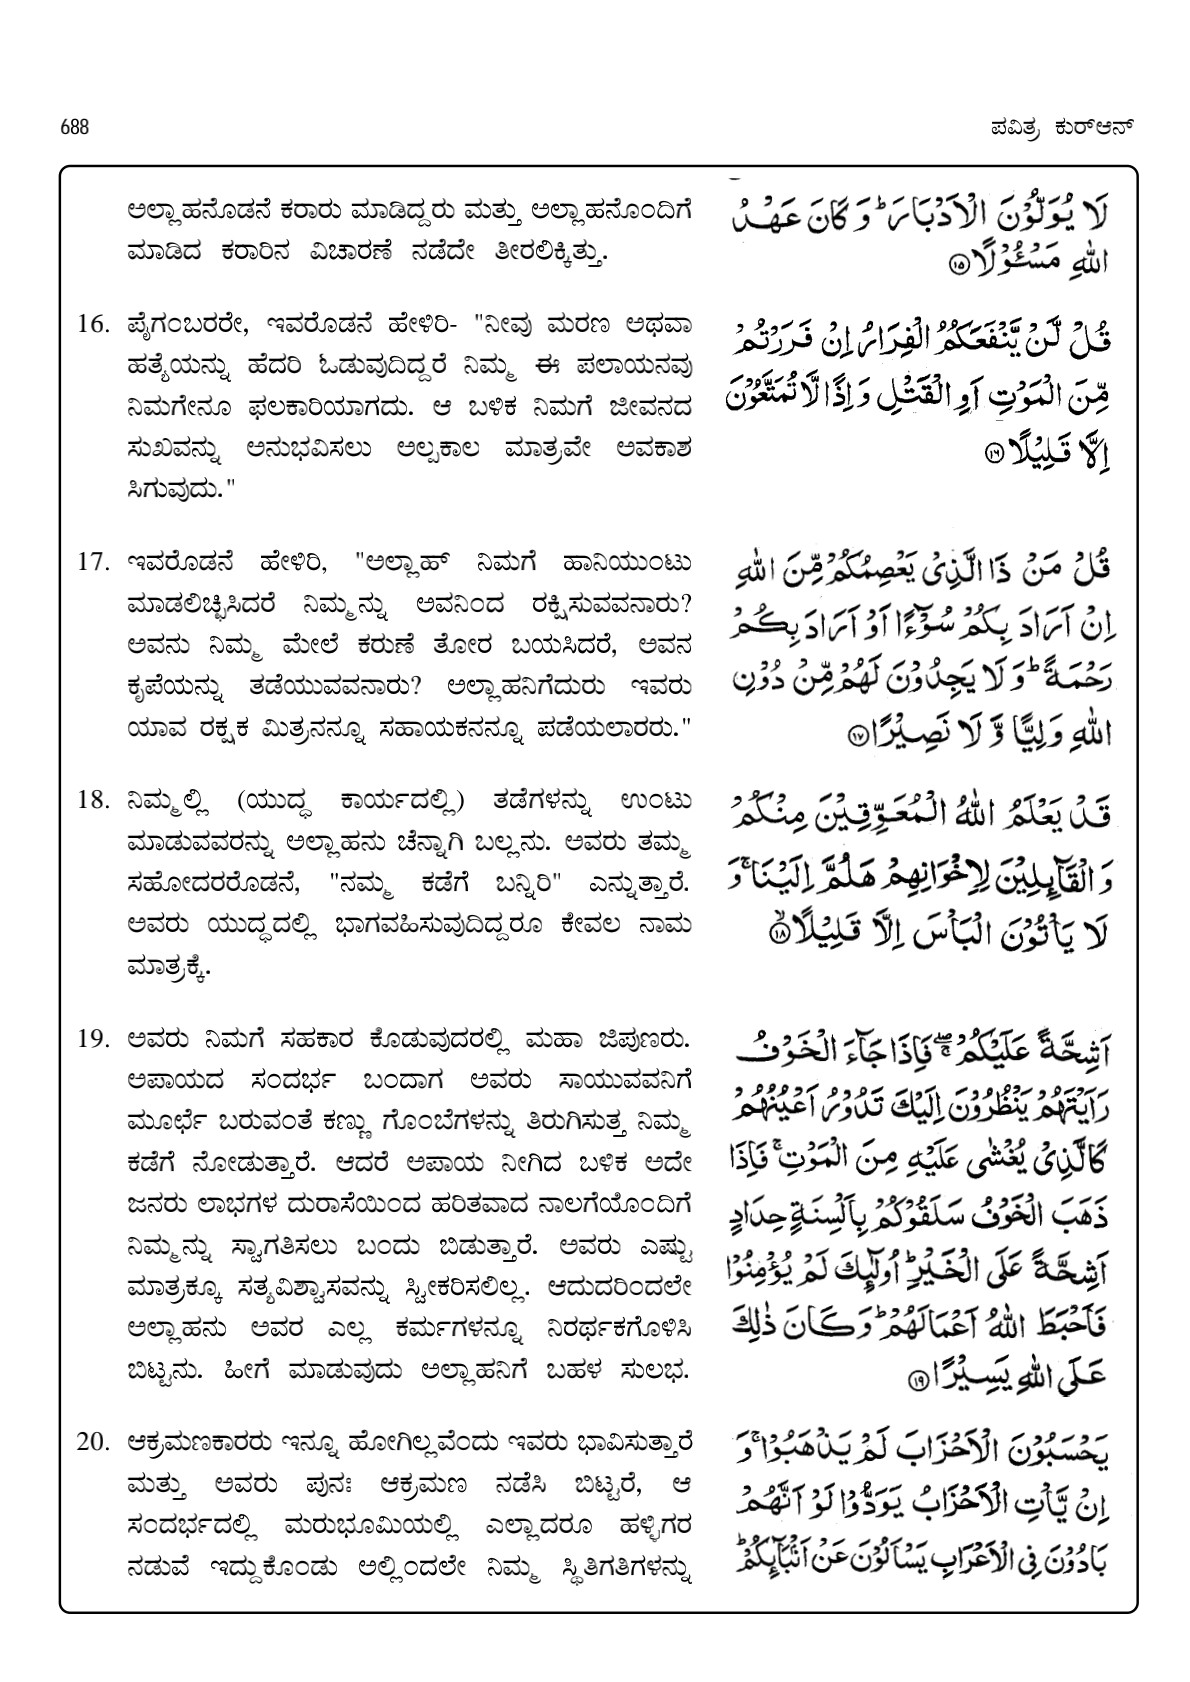 688
ಪವಿತ್ರ ಕುರ್‌ಆನ್
ಅಲ್ಲಾಹನೊಡನೆ ಕರಾರು ಮಾಡಿದ್ದರು ಮತ್ತು ಅಲ್ಲಾಹನೊಂದಿಗೆ
ಮಾಡಿದ ಕರಾರಿನ ವಿಚಾರಣೆ ನಡೆದೇ ತೀರಲಿಕ್ಕಿತ್ತು.
لَا يُوَلُّوْنَ الْاَدْبَارَ ؕ وَكَانَ عَهْدُ
اللّٰهِ مَسْـُٔوْلًا ۝۱۵
16. ಪೈಗಂಬರರೇ, ಇವರೊಡನೆ ಹೇಳಿರಿ- "ನೀವು ಮರಣ ಅಥವಾ
ಹತ್ಯೆಯನ್ನು ಹೆದರಿ ಓಡುವುದಿದ್ದರೆ ನಿಮ್ಮ ಈ ಪಲಾಯನವು
ನಿಮಗೇನೂ ಫಲಕಾರಿಯಾಗದು. ಆ ಬಳಿಕ ನಿಮಗೆ ಜೀವನದ
ಸುಖವನ್ನು ಅನುಭವಿಸಲು ಅಲ್ಪಕಾಲ ಮಾತ್ರವೇ ಅವಕಾಶ
ಸಿಗುವುದು."
قُلْ لَّنْ يَّنْفَعَكُمُ الْفِرَارُ اِنْ فَرَرْتُمْ
مِّنَ الْمَوْتِ اَوِ الْقَتْلِ وَاِذًا لَّا تُمَتَّعُوْنَ
اِلَّا قَلِيْلًا ۝۱۶
17. ಇವರೊಡನೆ ಹೇಳಿರಿ, "ಅಲ್ಲಾಹ್ ನಿಮಗೆ ಹಾನಿಯುಂಟು
ಮಾಡಲಿಚ್ಛಿಸಿದರೆ ನಿಮ್ಮನ್ನು ಅವನಿಂದ ರಕ್ಷಿಸುವವನಾರು?
ಅವನು ನಿಮ್ಮ ಮೇಲೆ ಕರುಣೆ ತೋರ ಬಯಸಿದರೆ, ಅವನ
ಕೃಪೆಯನ್ನು ತಡೆಯುವವನಾರು? ಅಲ್ಲಾಹನಿಗೆದುರು ಇವರು
ಯಾವ ರಕ್ಷಕ ಮಿತ್ರನನ್ನೂ ಸಹಾಯಕನನ್ನೂ ಪಡೆಯಲಾರರು."
قُلْ مَنْ ذَا الَّذِيْ يَعْصِمُكُمْ مِّنَ اللّٰهِ
اِنْ اَرَادَ بِكُمْ سُوْٓءًا اَوْ اَرَادَ بِكُمْ
رَحْمَةً ؕ وَلَا يَجِدُوْنَ لَهُمْ مِّنْ دُوْنِ
اللّٰهِ وَلِيًّا وَّلَا نَصِيْرًا ۝۱۷
18. ನಿಮ್ಮಲ್ಲಿ (ಯುದ್ಧ ಕಾರ್ಯದಲ್ಲಿ) ತಡೆಗಳನ್ನು ಉಂಟು
ಮಾಡುವವರನ್ನು ಅಲ್ಲಾಹನು ಚೆನ್ನಾಗಿ ಬಲ್ಲನು. ಅವರು ತಮ್ಮ
ಸಹೋದರರೊಡನೆ, "ನಮ್ಮ ಕಡೆಗೆ ಬನ್ನಿರಿ" ಎನ್ನುತ್ತಾರೆ.
ಅವರು ಯುದ್ಧದಲ್ಲಿ ಭಾಗವಹಿಸುವುದಿದ್ದರೂ ಕೇವಲ ನಾಮ
ಮಾತ್ರಕ್ಕೆ.
قَدْ يَعْلَمُ اللّٰهُ الْمُعَوِّقِيْنَ مِنْكُمْ
وَالْقَآئِلِيْنَ لِاِخْوَانِهِمْ هَلُمَّ اِلَيْنَا ۚ وَ
لَا يَاْتُوْنَ الْبَاْسَ اِلَّا قَلِيْلًا ۝۱۸
19. ಅವರು ನಿಮಗೆ ಸಹಕಾರ ಕೊಡುವುದರಲ್ಲಿ ಮಹಾ ಜಿಪುಣರು.
ಅಪಾಯದ ಸಂದರ್ಭ ಬಂದಾಗ ಅವರು ಸಾಯುವವನಿಗೆ
ಮೂರ್ಛೆ ಬರುವಂತೆ ಕಣ್ಣು ಗೊಂಬೆಗಳನ್ನು ತಿರುಗಿಸುತ್ತ ನಿಮ್ಮ
ಕಡೆಗೆ ನೋಡುತ್ತಾರೆ. ಆದರೆ ಅಪಾಯ ನೀಗಿದ ಬಳಿಕ ಅದೇ
ಜನರು ಲಾಭಗಳ ದುರಾಸೆಯಿಂದ ಹರಿತವಾದ ನಾಲಗೆಯೊಂದಿಗೆ
ನಿಮ್ಮನ್ನು ಸ್ವಾಗತಿಸಲು ಬಂದು ಬಿಡುತ್ತಾರೆ. ಅವರು ಎಷ್ಟು
ಮಾತ್ರಕ್ಕೂ ಸತ್ಯವಿಶ್ವಾಸವನ್ನು ಸ್ವೀಕರಿಸಲಿಲ್ಲ. ಆದುದರಿಂದಲೇ
ಅಲ್ಲಾಹನು ಅವರ ಎಲ್ಲ ಕರ್ಮಗಳನ್ನೂ ನಿರರ್ಥಕಗೊಳಿಸಿ
ಬಿಟ್ಟನು. ಹೀಗೆ ಮಾಡುವುದು ಅಲ್ಲಾಹನಿಗೆ ಬಹಳ ಸುಲಭ.
اَشِحَّةً عَلَيْكُمْ ۖۚ فَاِذَا جَآءَ الْخَوْفُ
رَاَيْتَهُمْ يَنْظُرُوْنَ اِلَيْكَ تَدُوْرُ اَعْيُنُهُمْ
كَالَّذِيْ يُغْشٰى عَلَيْهِ مِنَ الْمَوْتِ ۚ فَاِذَا
ذَهَبَ الْخَوْفُ سَلَقُوْكُمْ بِاَلْسِنَةٍ حِدَادٍ
اَشِحَّةً عَلَى الْخَيْرِ ؕ اُولٰٓئِكَ لَمْ يُؤْمِنُوْا
فَاَحْبَطَ اللّٰهُ اَعْمَالَهُمْ ؕ وَكَانَ ذٰلِكَ
عَلَى اللّٰهِ يَسِيْرًا ۝۱۹
20. ಆಕ್ರಮಣಕಾರರು ಇನ್ನೂ ಹೋಗಿಲ್ಲವೆಂದು ಇವರು ಭಾವಿಸುತ್ತಾರೆ
ಮತ್ತು ಅವರು ಪುನಃ ಆಕ್ರಮಣ ನಡೆಸಿ ಬಿಟ್ಟರೆ, ಆ
ಸಂದರ್ಭದಲ್ಲಿ ಮರುಭೂಮಿಯಲ್ಲಿ ಎಲ್ಲಾದರೂ ಹಳ್ಳಿಗರ
ನಡುವೆ ಇದ್ದುಕೊಂಡು ಅಲ್ಲಿಂದಲೇ ನಿಮ್ಮ ಸ್ಥಿತಿಗತಿಗಳನ್ನು
يَحْسَبُوْنَ الْاَحْزَابَ لَمْ يَذْهَبُوْا ۚ وَ
اِنْ يَّاْتِ الْاَحْزَابُ يَوَدُّوْا لَوْ اَنَّهُمْ
بَادُوْنَ فِي الْاَعْرَابِ يَسْاَلُوْنَ عَنْ اَنْۢبَآئِكُمْ ؕ